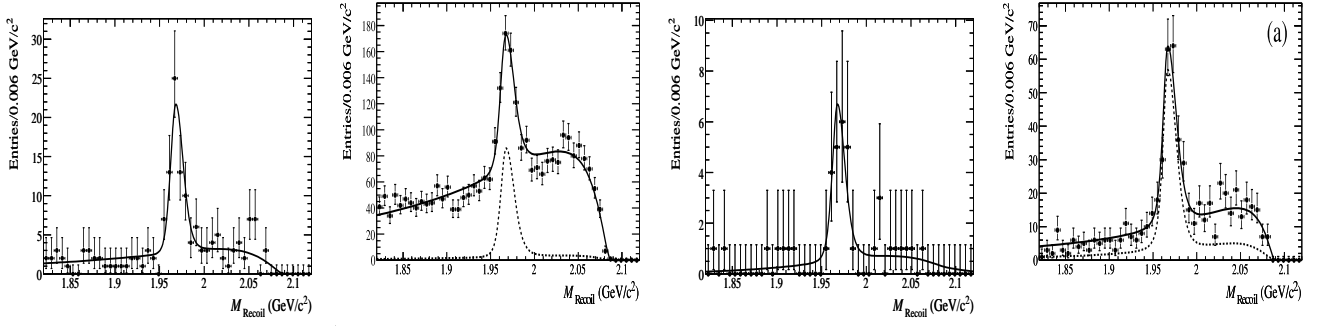 Entries/0.006 GeV/c²
30
25
20
15
10
5
0
1.85 1.9 1.95 2 2.05 2.1
M_Recoil (GeV/c²)
Entries/0.006 GeV/c²
180
160
140
120
100
80
60
40
20
0
1.85 1.9 1.95 2 2.05 2.1
M_Recoil (GeV/c²)
Entries/0.006 GeV/c²
10
8
6
4
2
0
1.85 1.9 1.95 2 2.05 2.1
M_Recoil (GeV/c²)
Entries/0.006 GeV/c²
(a)
70
60
50
40
30
20
10
0
1.85 1.9 1.95 2 2.05 2.1
M_Recoil (GeV/c²)